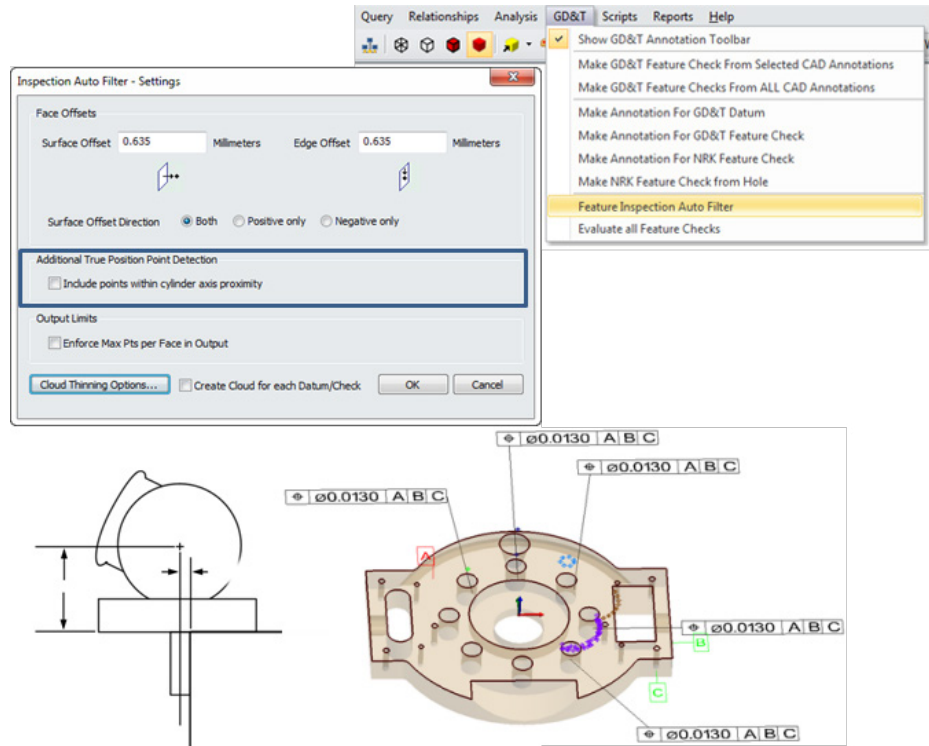 Query Relationships Analysis GD&T Scripts Reports Help
Show GD&T Annotation Toolbar
Make GD&T Feature Check From Selected CAD Annotations
Make GD&T Feature Checks From ALL CAD Annotations
Make Annotation For GD&T Datum
Make Annotation For GD&T Feature Check
Make Annotation For NRK Feature Check
Make NRK Feature Check from Hole
Feature Inspection Auto Filter
Evaluate all Feature Checks
Inspection Auto Filter - Settings
Face Offsets
Surface Offset 0.635 Millimeters Edge Offset 0.635 Millimeters
Surface Offset Direction Both Positive only Negative only
Additional True Position Point Detection
Include points within cylinder axis proximity
Output Limits
Enforce Max Pts per Face in Output
Cloud Thinning Options... Create Cloud for each Datum/Check OK Cancel
⌖ ⌀0.0130 A B C
⌖ ⌀0.0130 A B C
⌖ ⌀0.0130 A B C
A
⌖ ⌀0.0130 A B C
B
C
⌖ ⌀0.0130 A B C